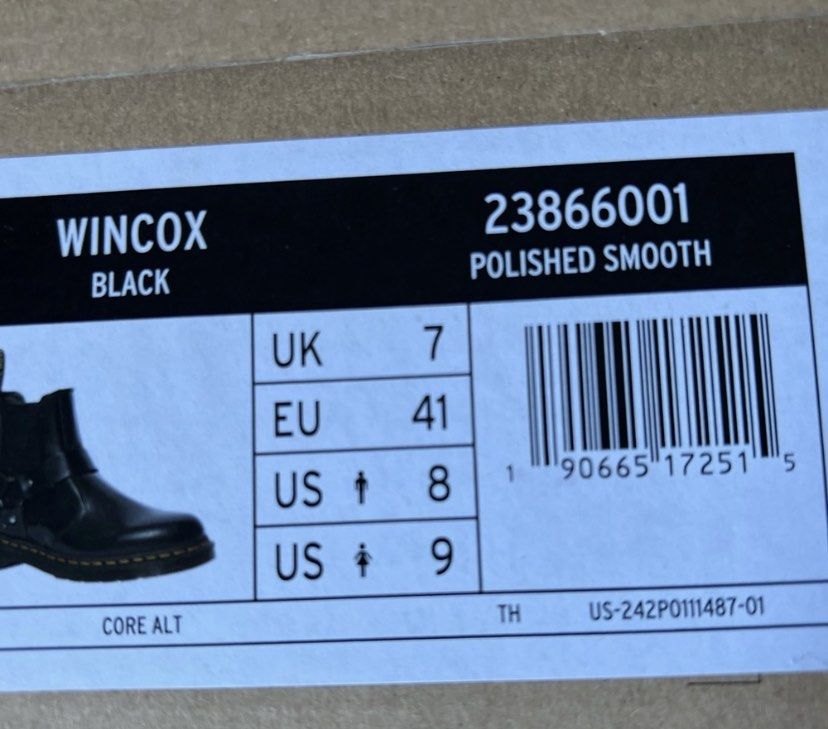 WINCOX
BLACK
23866001
POLISHED SMOOTH
UK 7
EU 41
US 8
US 9
1 90665 17251 5
CORE ALT
TH
US-242P0111487-01